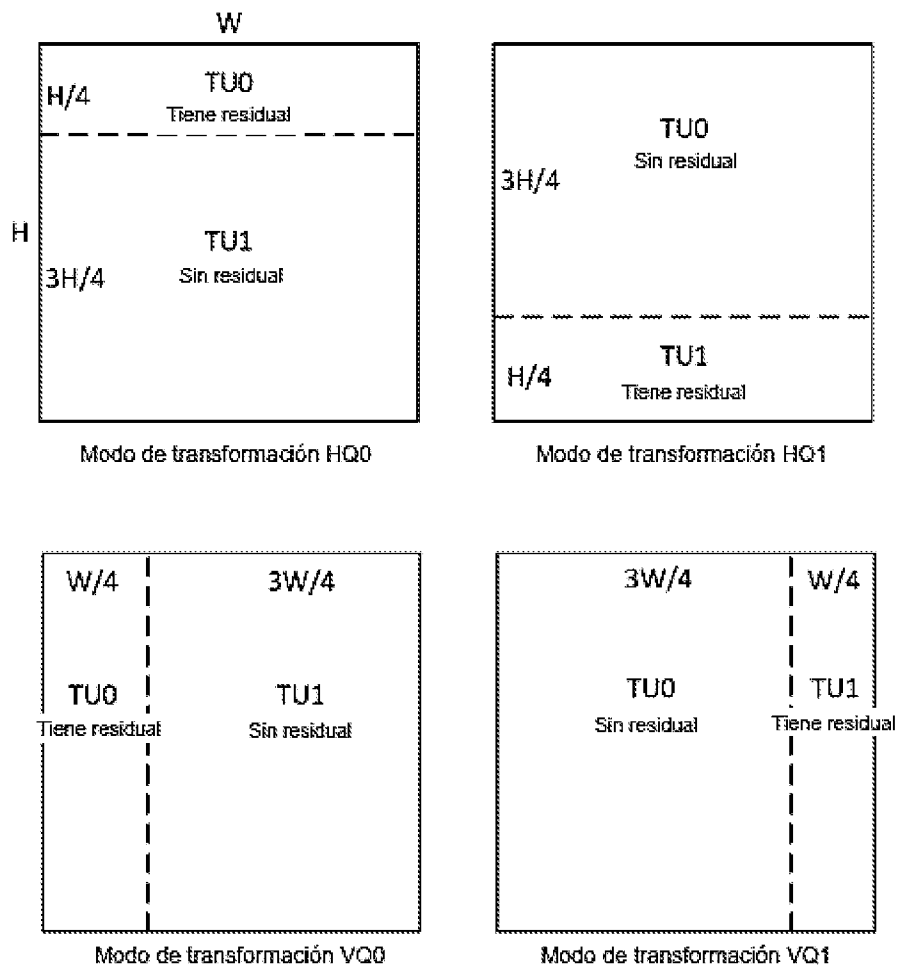 W
H/4
TU0
Tiene residual
H
3H/4
TU1
Sin residual
Modo de transformación HQ0
TU0
Sin residual
3H/4
TU1
H/4
Tiene residual
Modo de transformación HQ1
W/4
3W/4
TU0
TU1
Tiene residual
Sin residual
Modo de transformación VQ0
3W/4
W/4
TU0
TU1
Sin residual
Tiene residual
Modo de transformación VQ1